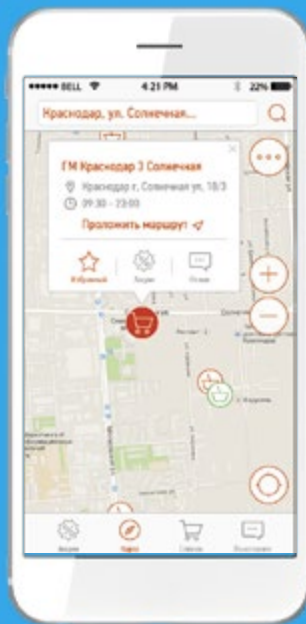 BELL 4:21 PM 22%
Краснодар, ул. Солнечная...
ГМ Краснодар 3 Солнечная
Краснодар г, Солнечная ул, 18/3
09:30 - 23:00
Проложить маршрут
Избранный Акции Отзыв
Акции Карта Список